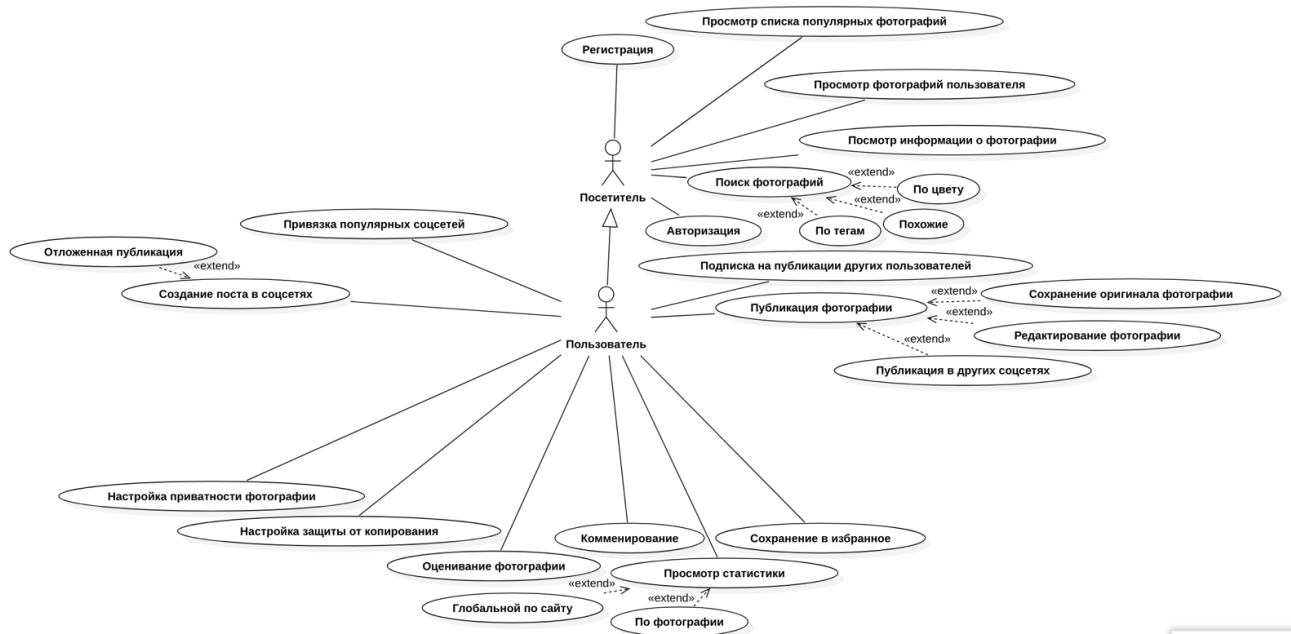 Просмотр списка популярных фотографий
Регистрация
Просмотр фотографий пользователя
Посмотр информации о фотографии
«extend»
Поиск фотографий
По цвету
Посетитель
«extend»
«extend»
Привязка популярных соцсетей
Авторизация
По тегам
Похожие
Отложенная публикация
«extend»
Подписка на публикации других пользователей
Создание поста в соцсетях
«extend»
Сохранение оригинала фотографии
Публикация фотографии
«extend»
Пользователь
«extend»
Редактирование фотографии
Публикация в других соцсетях
Настройка приватности фотографии
Настройка защиты от копирования
Комменирование
Сохранение в избранное
Оценивание фотографии
Просмотр статистики
«extend»
«extend»
Глобальной по сайту
По фотографии